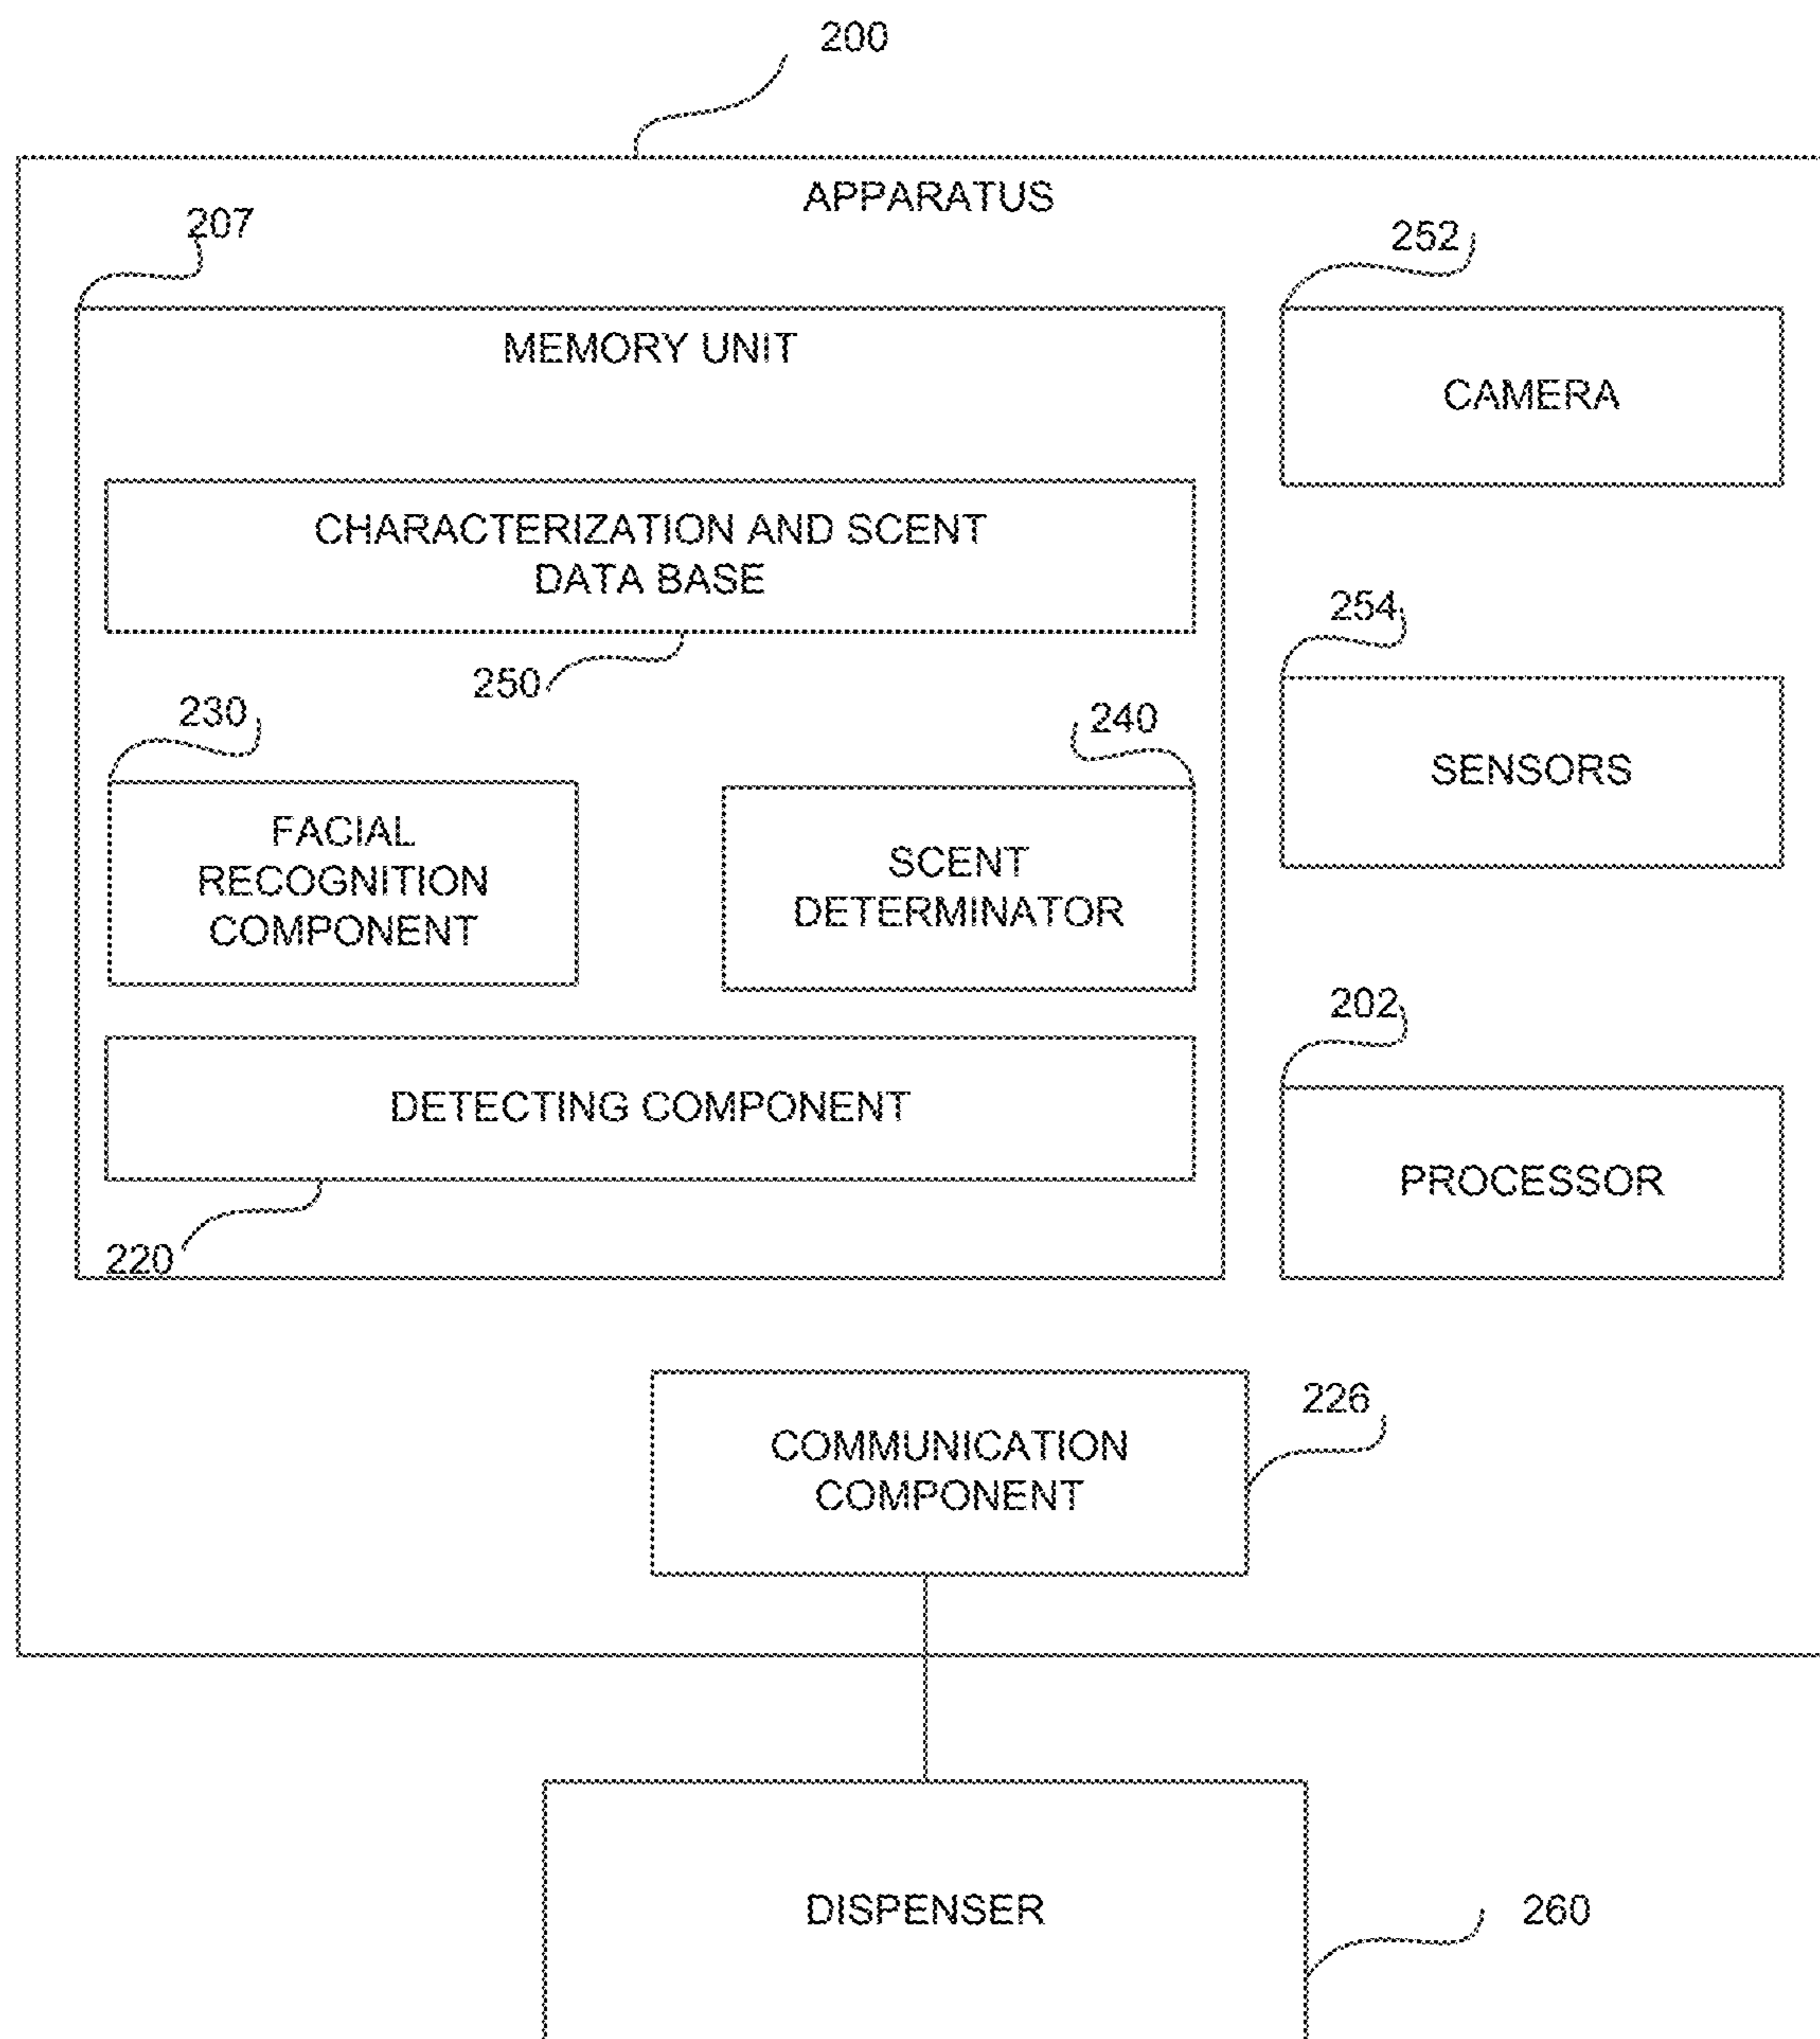 200
APPARATUS
207
252
MEMORY UNIT
CAMERA
CHARACTERIZATION AND SCENT
DATA BASE
254
250
230
240
SENSORS
FACIAL
RECOGNITION
COMPONENT
SCENT
DETERMINATOR
202
DETECTING COMPONENT
PROCESSOR
220
226
COMMUNICATION
COMPONENT
DISPENSER
260